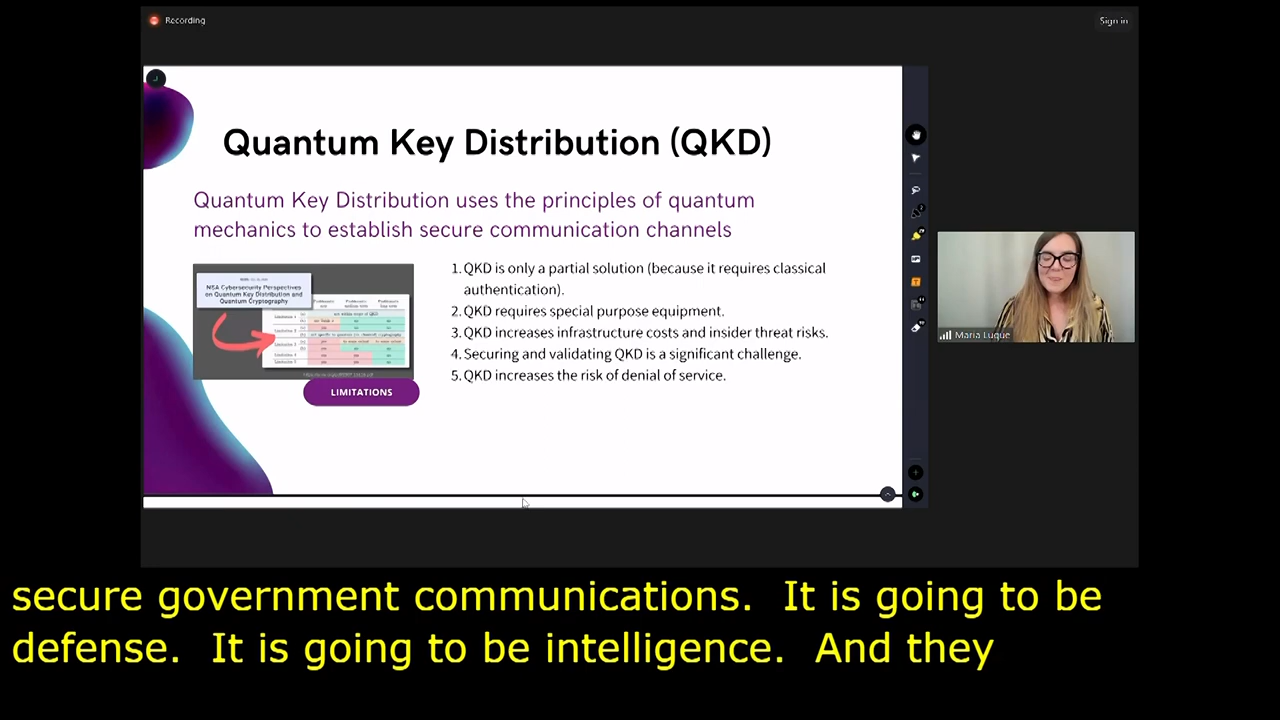 Recording
Sign in
Quantum Key Distribution (QKD)
Quantum Key Distribution uses the principles of quantum
mechanics to establish secure communication channels
NSA Cybersecurity Perspectives
on Quantum Key Distribution and
Quantum Cryptography
LIMITATIONS
1. QKD is only a partial solution (because it requires classical
authentication).
2. QKD requires special purpose equipment.
3. QKD increases infrastructure costs and insider threat risks.
4. Securing and validating QKD is a significant challenge.
5. QKD increases the risk of denial of service.
Maria Luque
secure government communications.  It is going to be
defense.  It is going to be intelligence.  And they